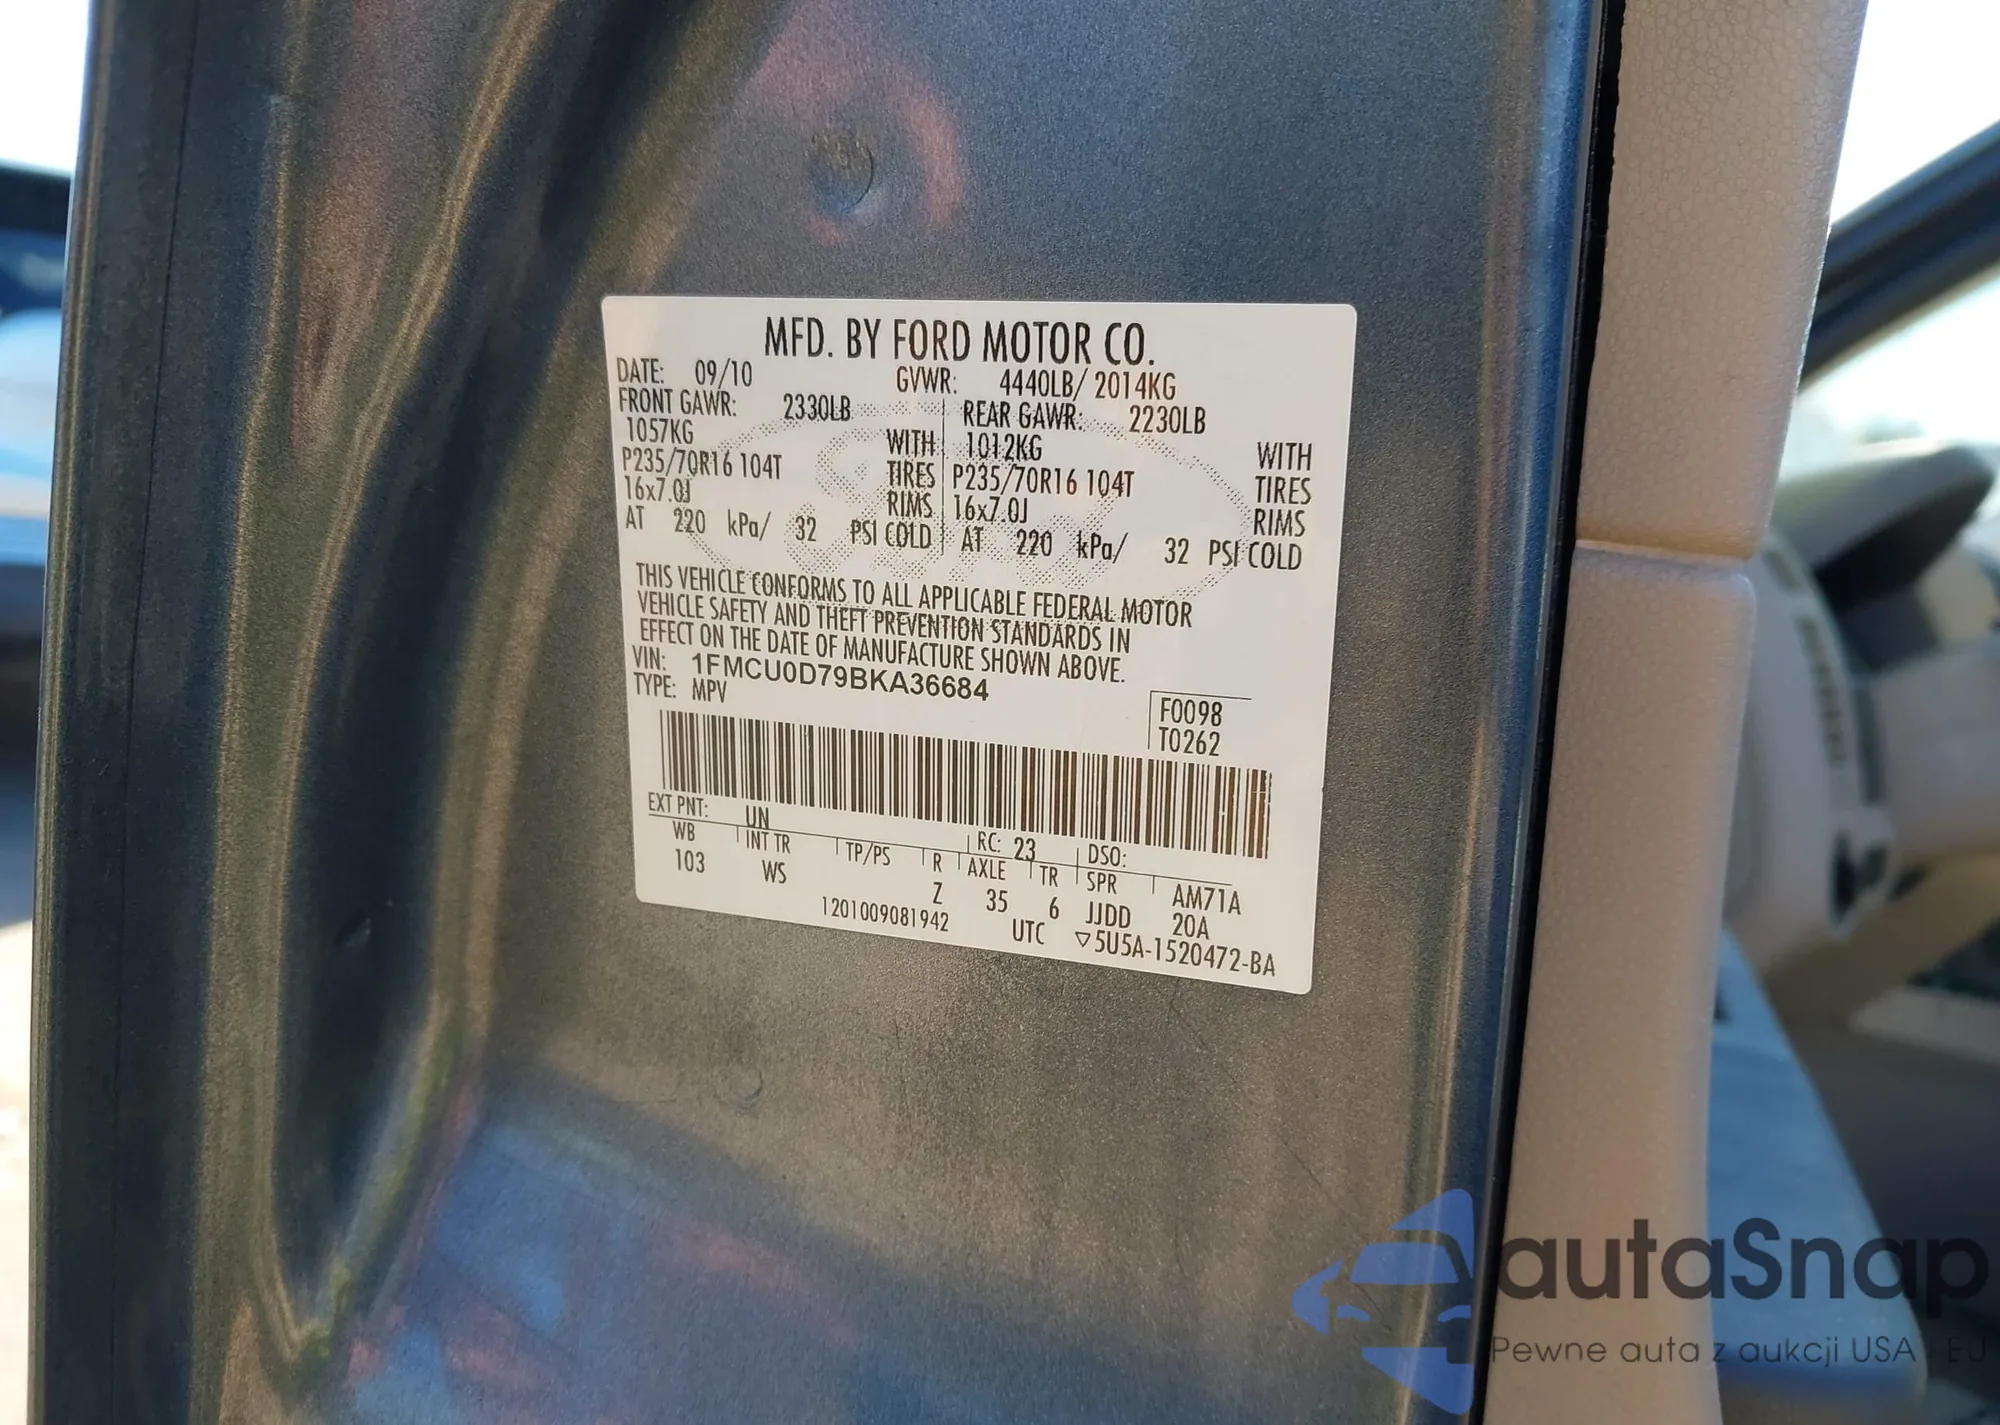 MFD. BY FORD MOTOR CO.
DATE: 09/10 GVWR: 4440LB/ 2014KG
FRONT GAWR: 2330LB REAR GAWR: 2230LB
1057KG WITH 1012KG WITH
P235/70R16 104T TIRES P235/70R16 104T TIRES
16x7.0J RIMS 16x7.0J RIMS
AT 220 kPa/ 32 PSI COLD AT 220 kPa/ 32 PSI COLD
THIS VEHICLE CONFORMS TO ALL APPLICABLE FEDERAL MOTOR
VEHICLE SAFETY AND THEFT PREVENTION STANDARDS IN
EFFECT ON THE DATE OF MANUFACTURE SHOWN ABOVE.
VIN: 1FMCU0D79BKA36684
TYPE: MPV
F0098
T0262
EXT PNT: UN RC: 23 DSO:
WB INT TR TP/PS R AXLE TR SPR AM71A
103 WS Z 35 6 JJDD 20A
1201009081942 UTC ▽5U5A-1520472-BA
autaSnap
Pewne auta z aukcji USA i EU